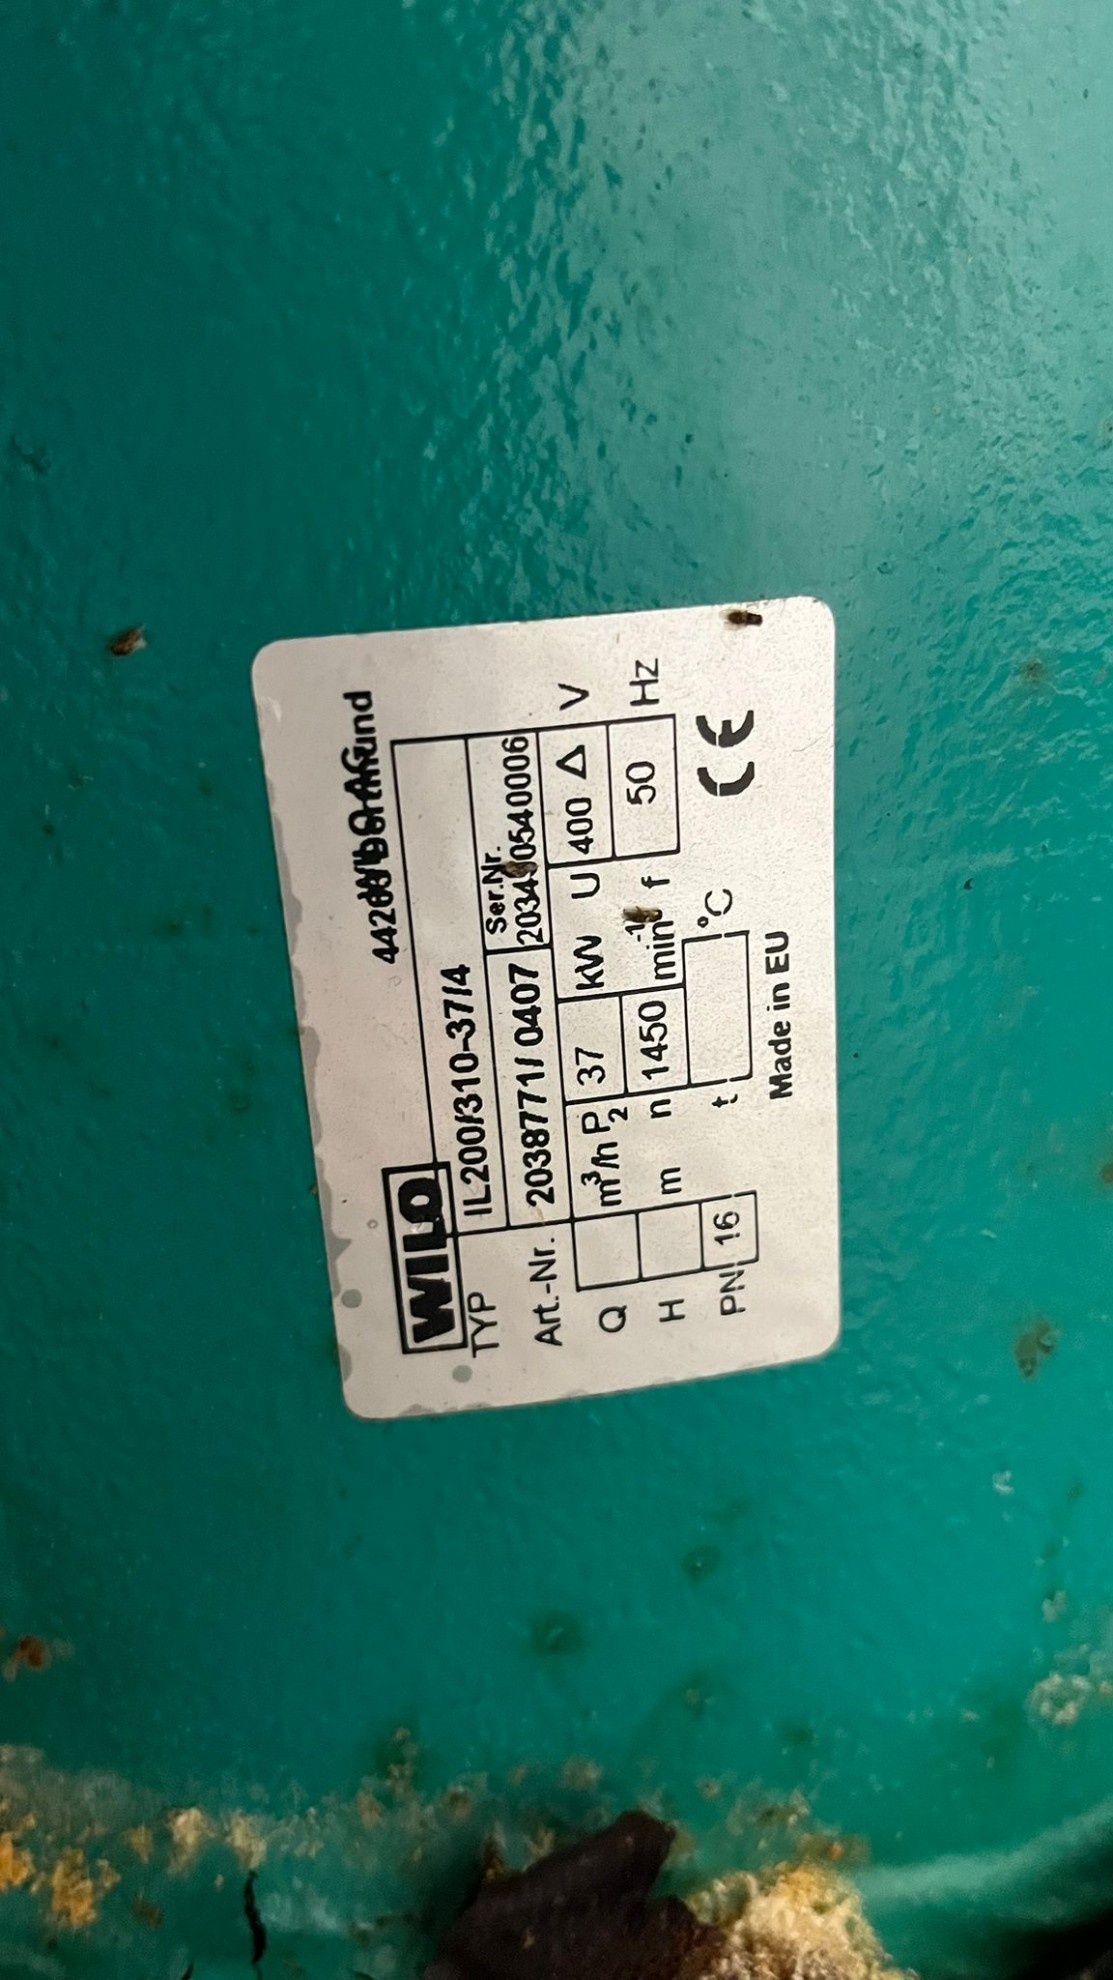 WILO
TYP IL200/310-37/4
Ser.Nr.
Art.-Nr. 2038771/ 0407
Q m³/h P₂ 37 kW U 400 Δ V
H m n 1450 min⁻¹ f 50 Hz
PN 16 t °C
Made in EU CE